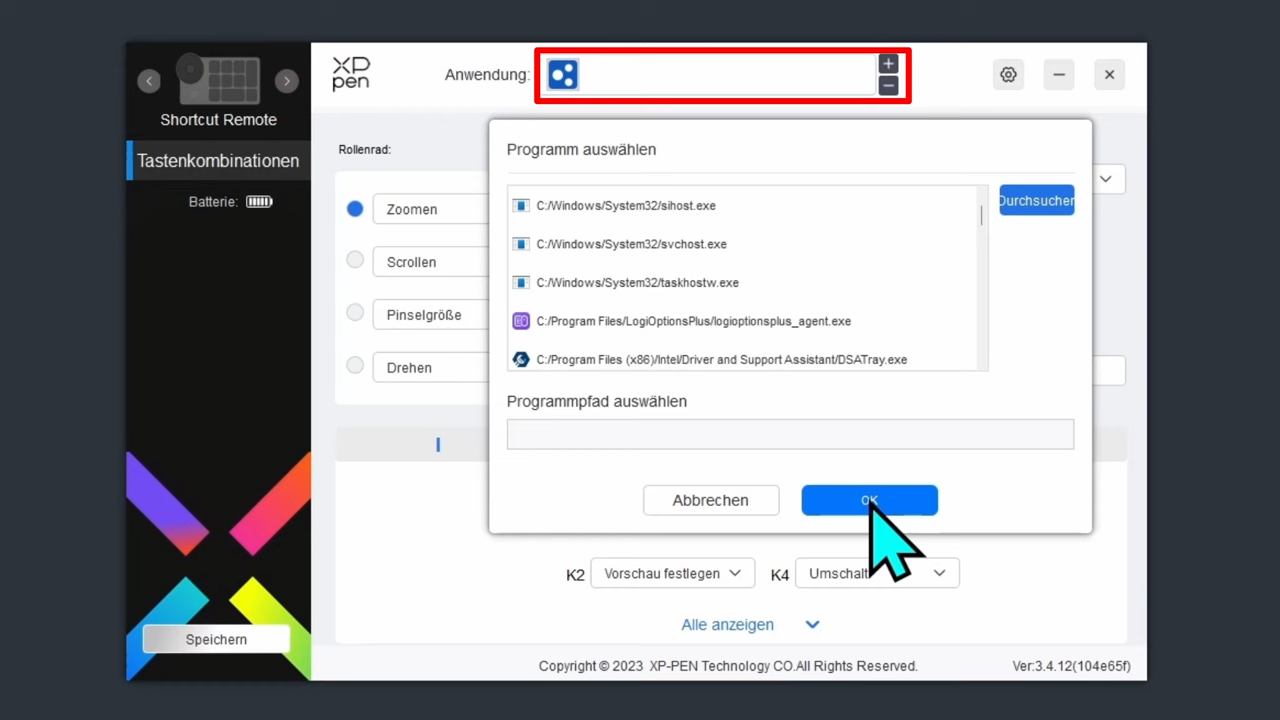 XP
pen
Anwendung:
Shortcut Remote
Tastenkombinationen
Batterie:
Rollenrad:
Zoomen
Scrollen
Pinselgröße
Drehen
Programm auswählen
C:/Windows/System32/sihost.exe
C:/Windows/System32/svchost.exe
C:/Windows/System32/taskhostw.exe
C:/Program Files/LogiOptionsPlus/logioptionsplus_agent.exe
C:/Program Files (x86)/Intel/Driver and Support Assistant/DSATray.exe
Durchsuchen
Programmpfad auswählen
Abbrechen
OK
K2 Vorschau festlegen K4 Umschalt
Alle anzeigen
Speichern
Copyright © 2023 XP-PEN Technology CO.All Rights Reserved. Ver:3.4.12(104e65f)